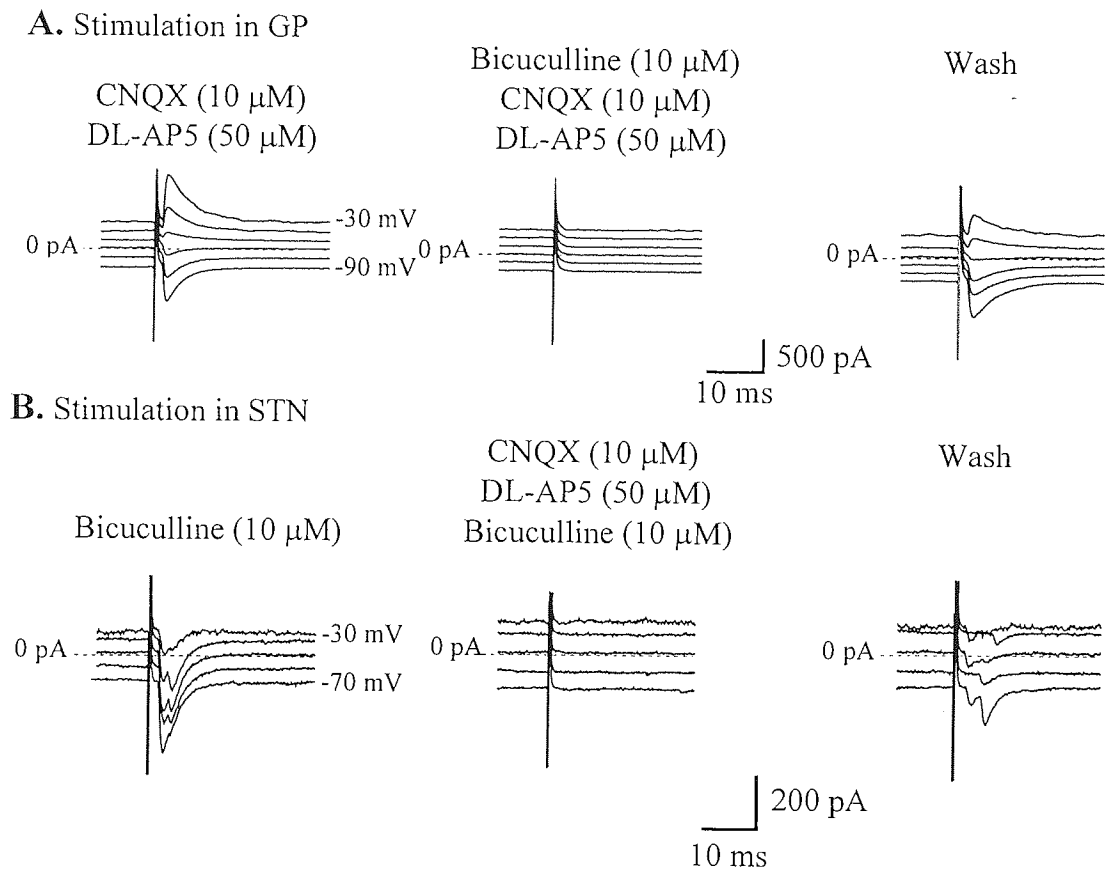 A. Stimulation in GP
CNQX (10 μM)
DL-AP5 (50 μM)
Bicuculline (10 μM)
CNQX (10 μM)
DL-AP5 (50 μM)
Wash
0 pA
-30 mV
-90 mV
0 pA
0 pA
500 pA
10 ms
B. Stimulation in STN
Bicuculline (10 μM)
CNQX (10 μM)
DL-AP5 (50 μM)
Bicuculline (10 μM)
Wash
0 pA
-30 mV
-70 mV
0 pA
0 pA
200 pA
10 ms